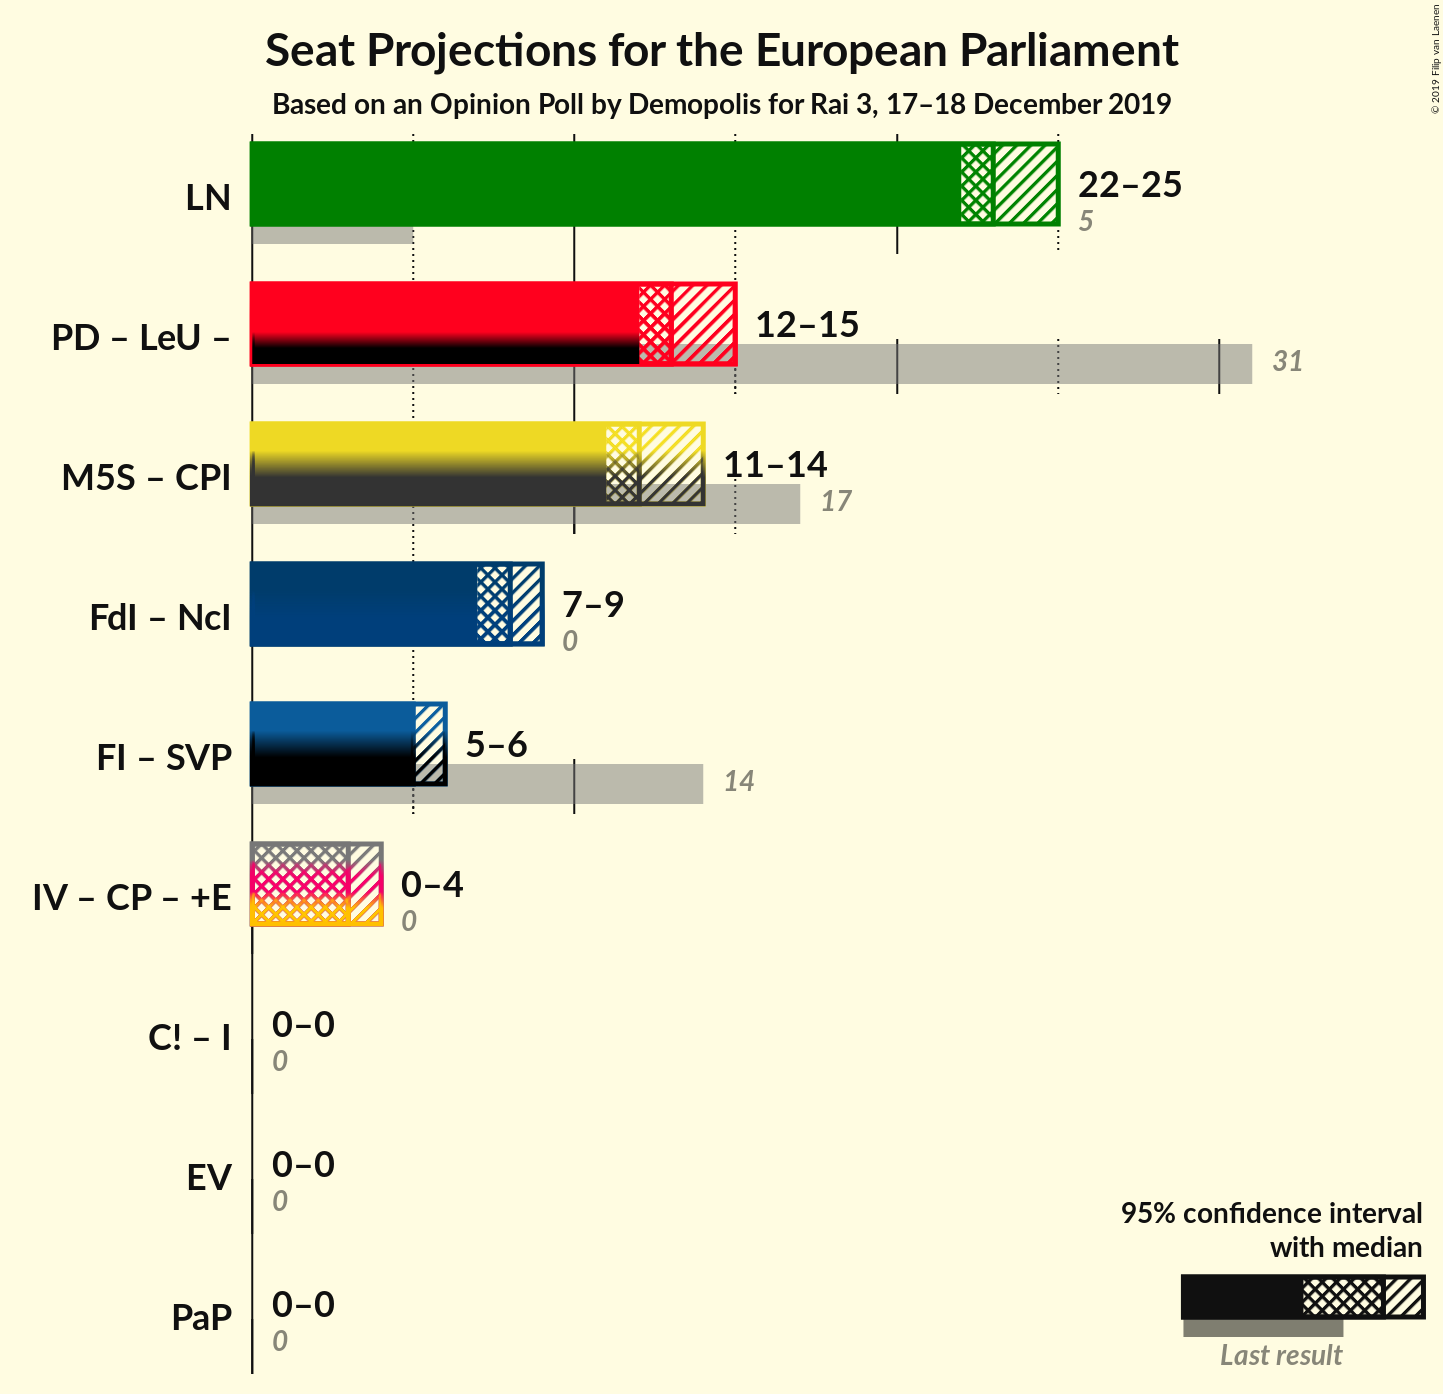 Seat Projections for the European Parliament
Based on an Opinion Poll by Demopolis for Rai 3, 17–18 December 2019
© 2019 Filip van Laenen
LN
22–25
5
PD – LeU –
12–15
31
M5S – CPI
11–14
17
FdI – NcI
7–9
0
FI – SVP
5–6
14
IV – CP – +E
0–4
0
C! – I
0–0
0
EV
0–0
0
PaP
0–0
0
95% confidence interval
with median
Last result